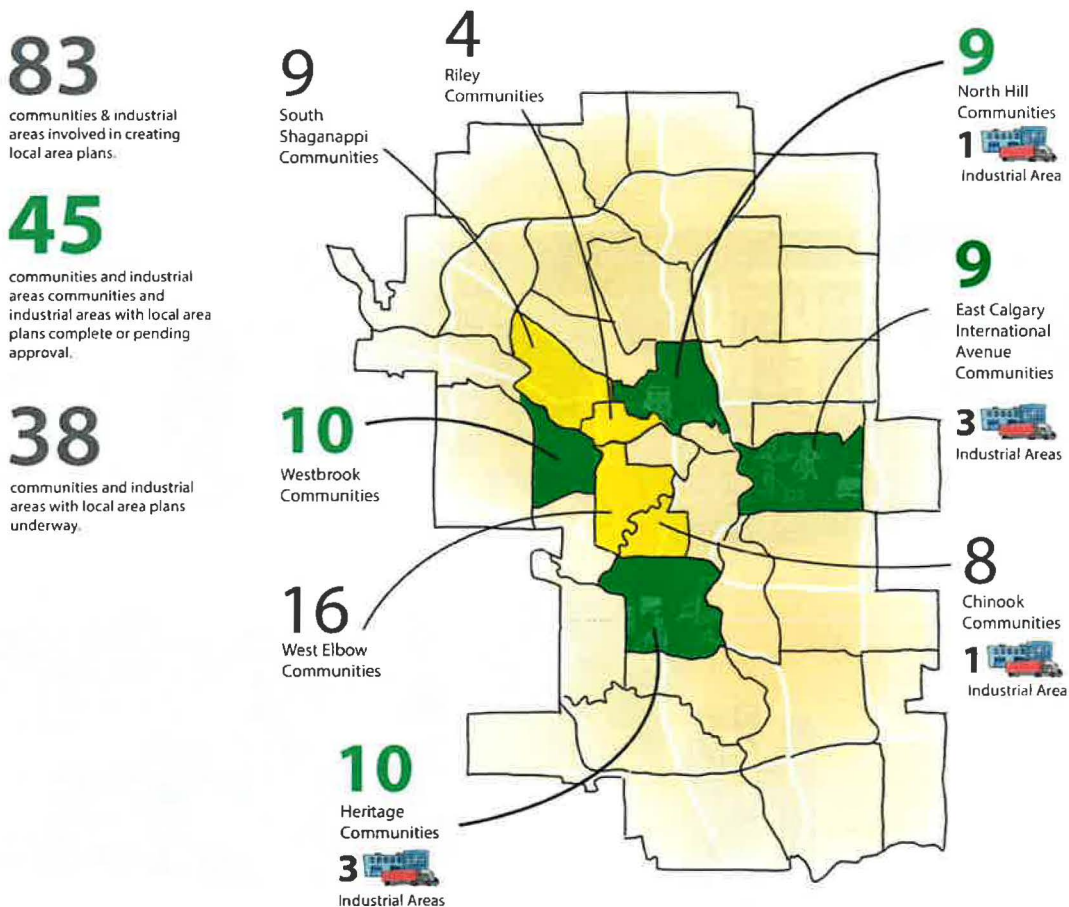 83
communities & industrial
areas involved in creating
local area plans.
45
communities and industrial
areas communities and
industrial areas with local area
plans complete or pending
approval.
38
communities and industrial
areas with local area plans
underway.
9
South
Shaganappi
Communities
4
Riley
Communities
9
North Hill
Communities
1
Industrial Area
9
East Calgary
International
Avenue
Communities
3
Industrial Areas
10
Westbrook
Communities
16
West Elbow
Communities
8
Chinook
Communities
1
Industrial Area
10
Heritage
Communities
3
Industrial Areas